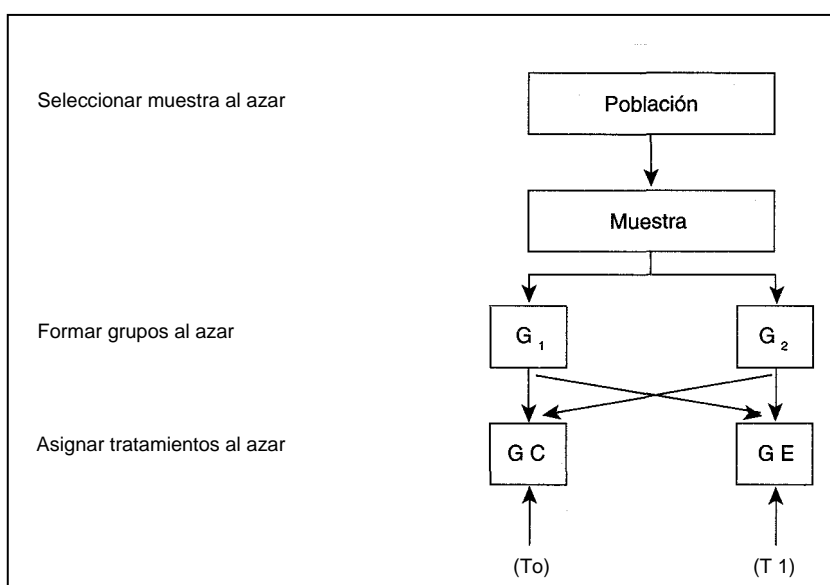 Seleccionar muestra al azar
Población
Muestra
Formar grupos al azar
G 1
G 2
Asignar tratamientos al azar
G C
G E
(To)
(T 1)